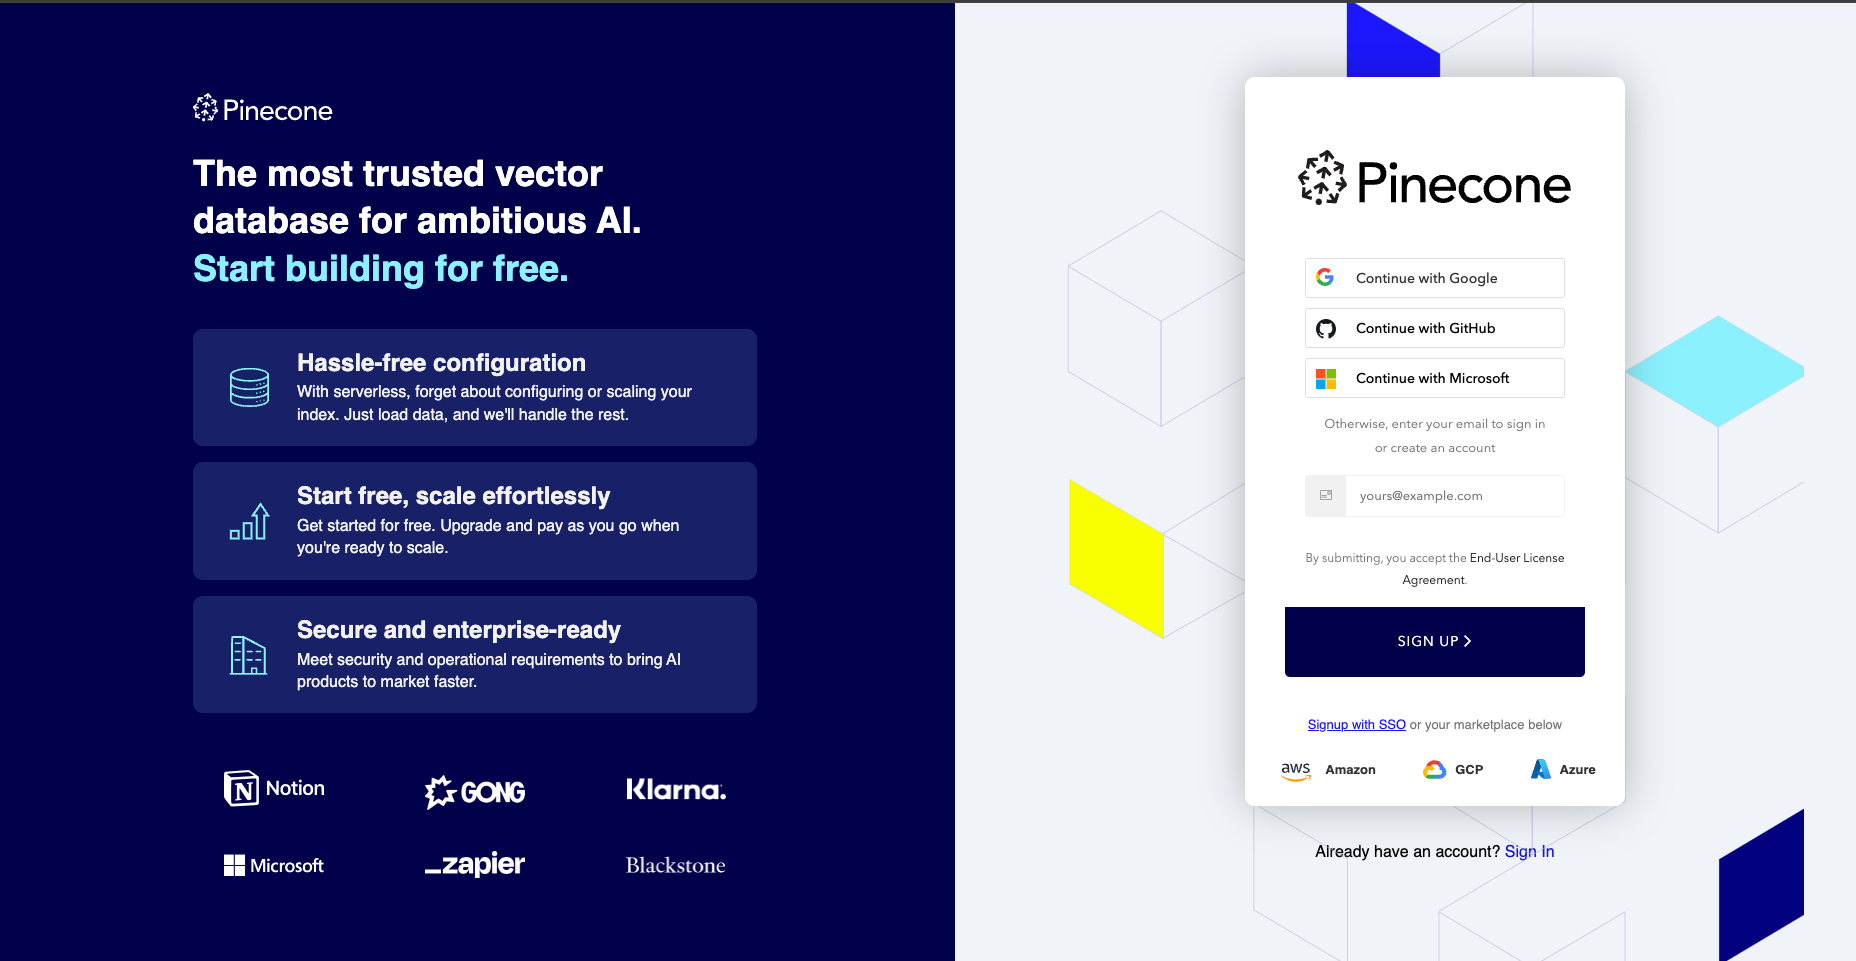 Pinecone
The most trusted vector
database for ambitious AI.
Start building for free.
Hassle-free configuration
With serverless, forget about configuring or scaling your
index. Just load data, and we'll handle the rest.
Start free, scale effortlessly
Get started for free. Upgrade and pay as you go when
you're ready to scale.
Secure and enterprise-ready
Meet security and operational requirements to bring AI
products to market faster.
N Notion
GONG
Klarna.
Microsoft
_zapier
Blackstone
Pinecone
Continue with Google
Continue with GitHub
Continue with Microsoft
Otherwise, enter your email to sign in
or create an account
yours@example.com
By submitting, you accept the End-User License
Agreement.
SIGN UP
Signup with SSO or your marketplace below
aws Amazon
GCP
Azure
Already have an account? Sign In